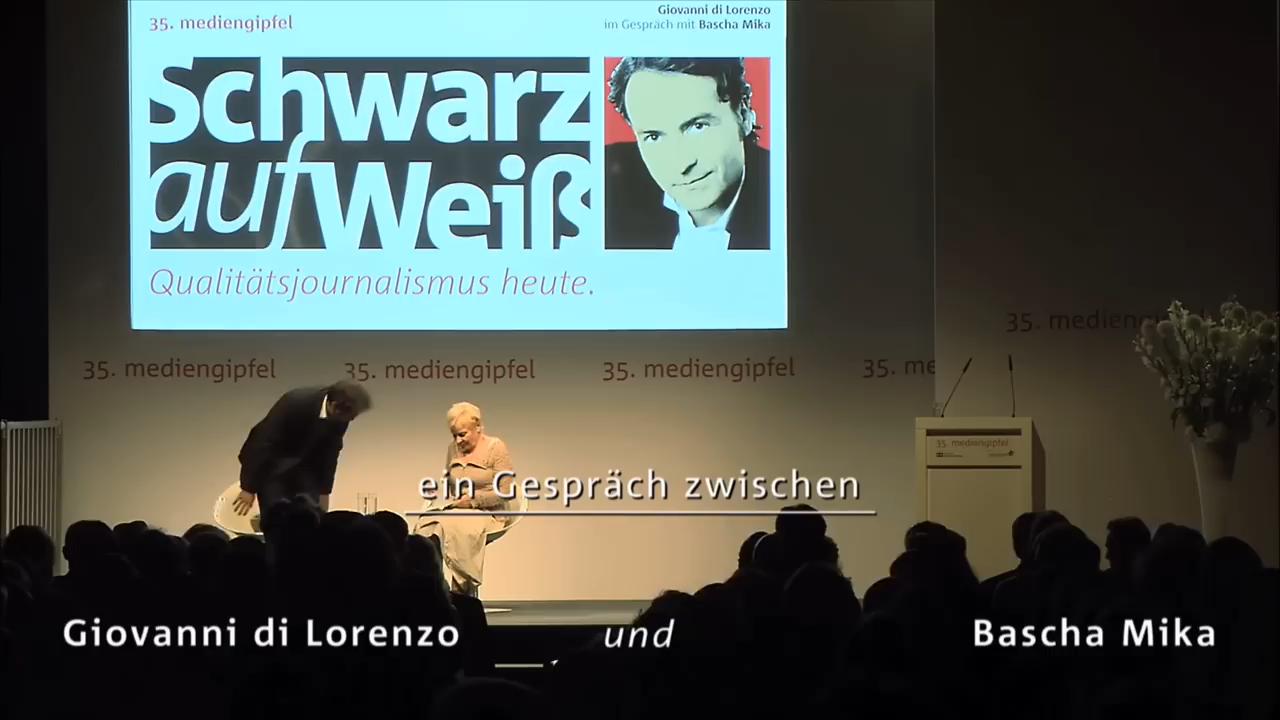 35. mediengipfel
Giovanni di Lorenzo
im Gespräch mit Bascha Mika
Schwarz
auf Weiß
Qualitätsjournalismus heute.
35. medieng
35. mediengipfel
35. mediengipfel
35. mediengipfel
35. me
35. mediengipfel
ein Gespräch zwischen
Giovanni di Lorenzo und Bascha Mika